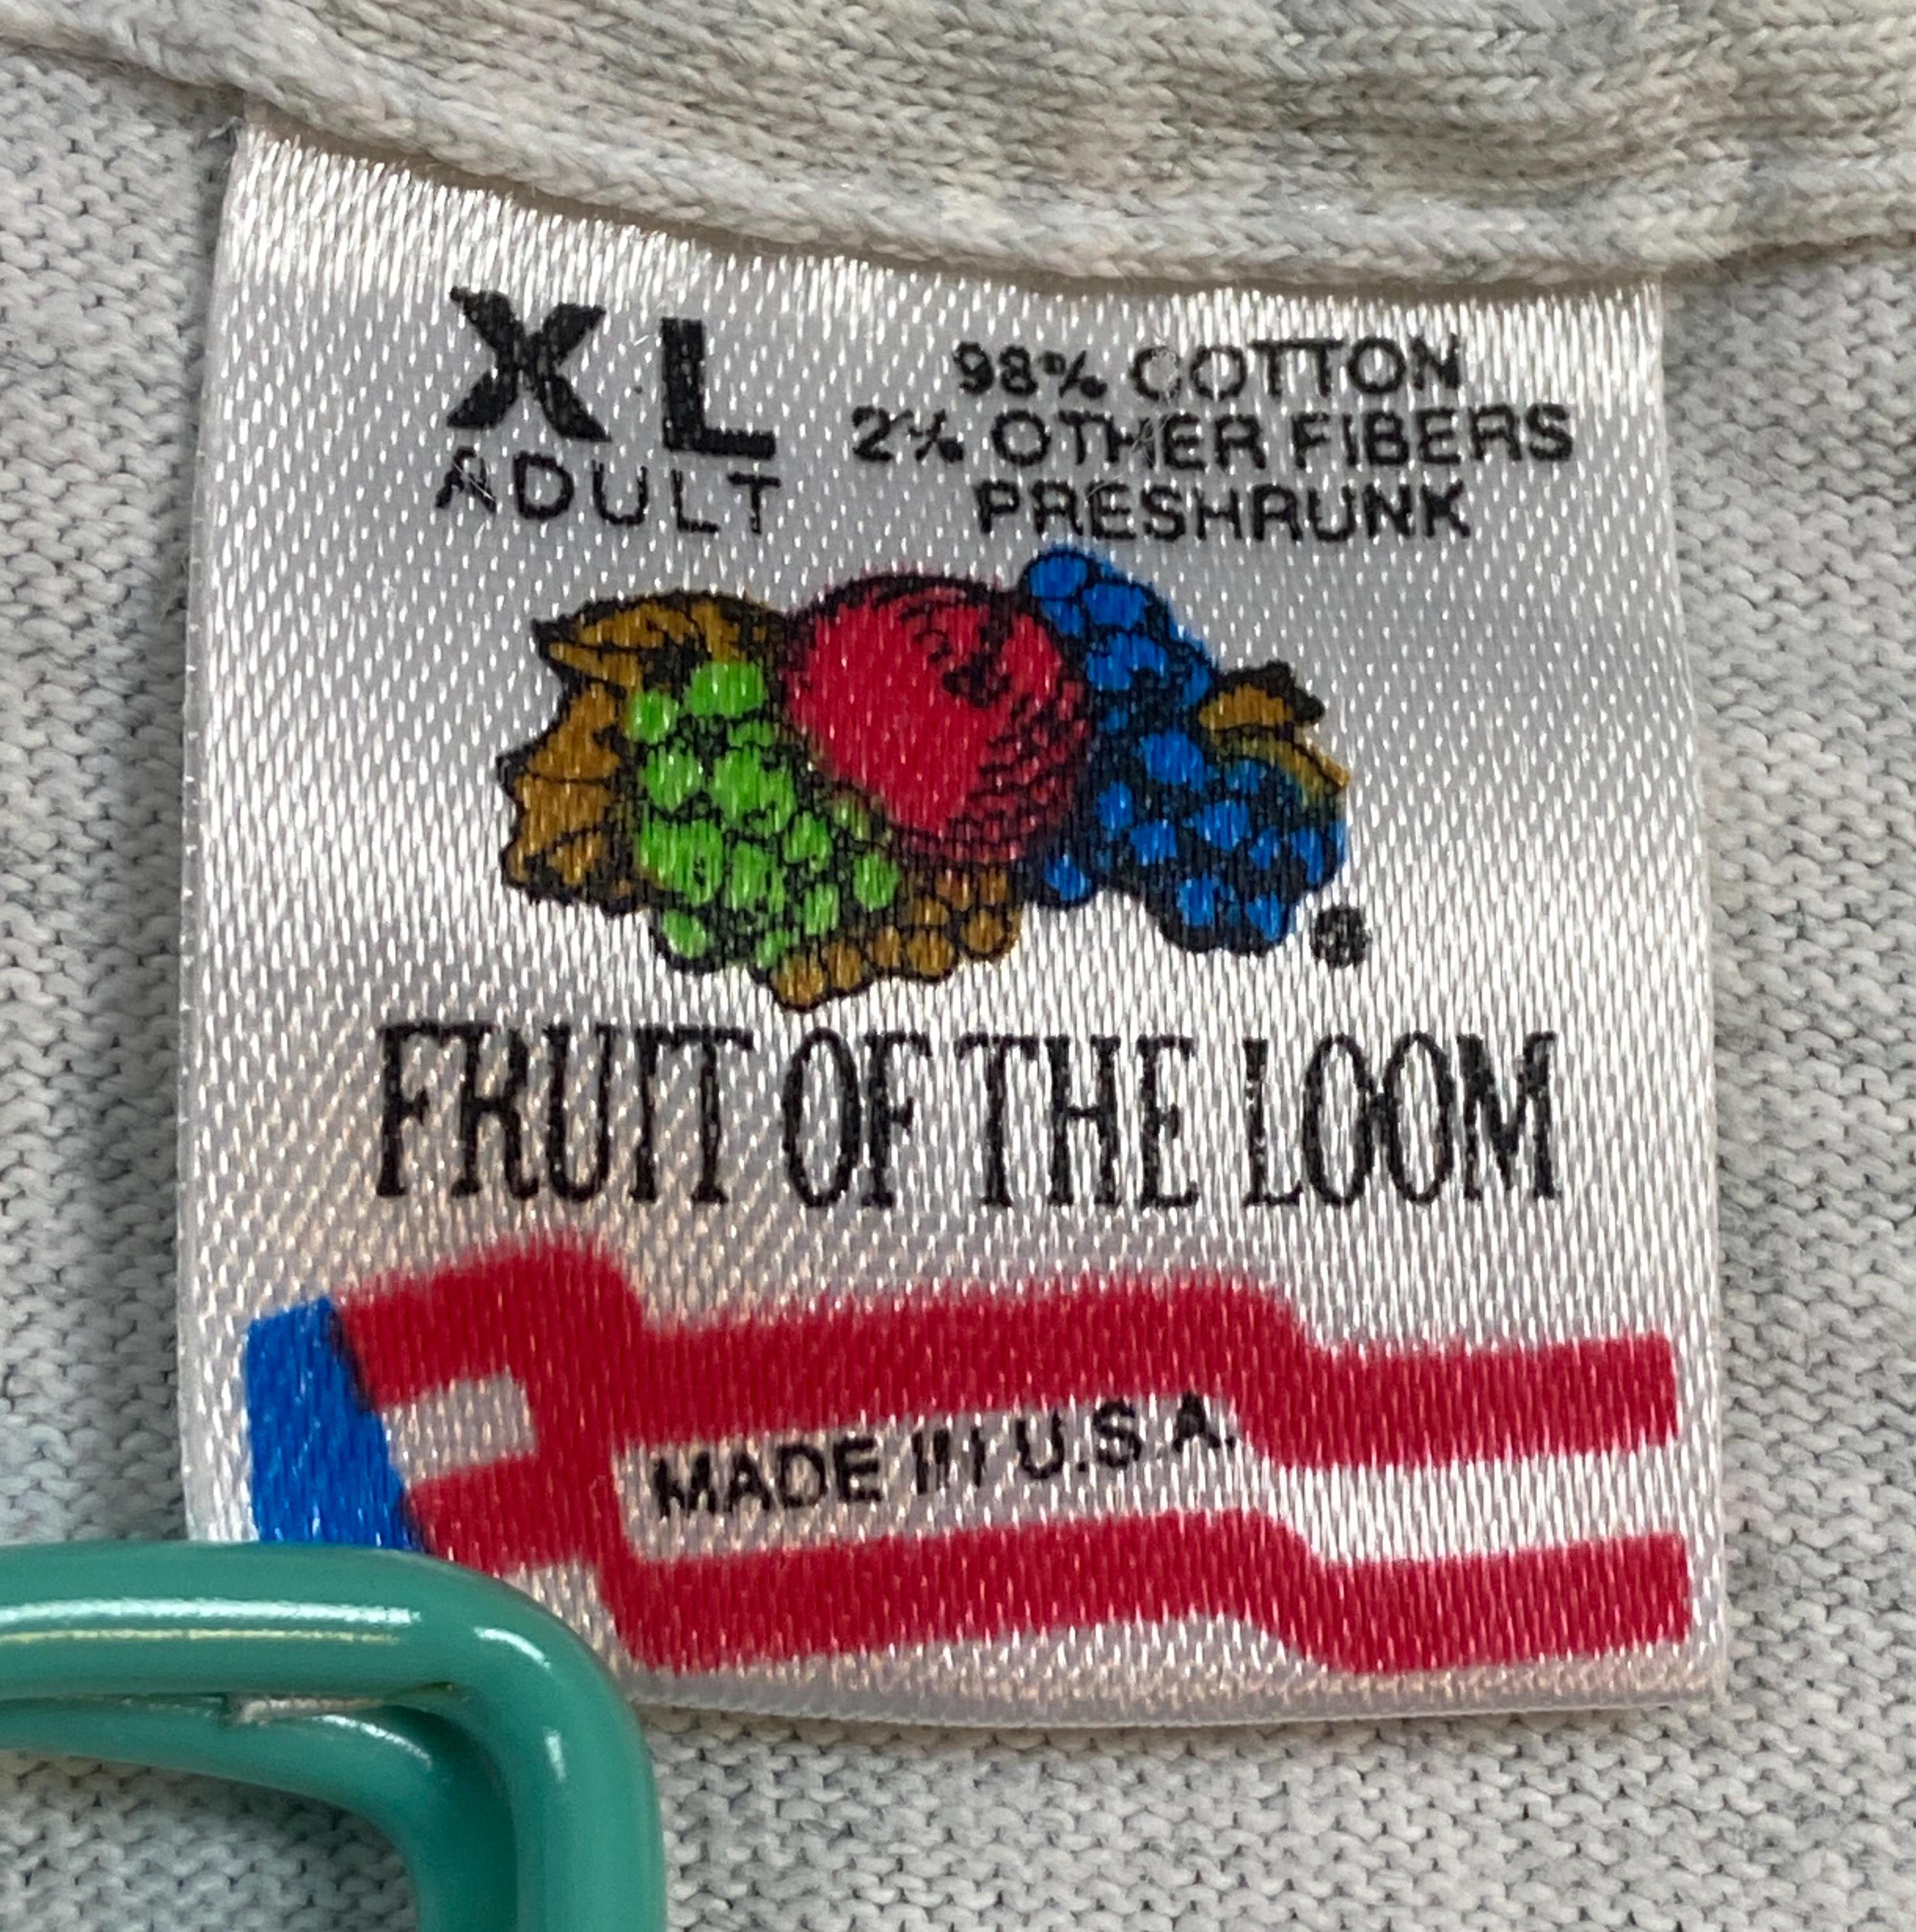 XL
ADULT
98% COTTON
2% OTHER FIBERS
PRESHRUNK
®
FRUIT OF THE LOOM
MADE IN U.S.A.